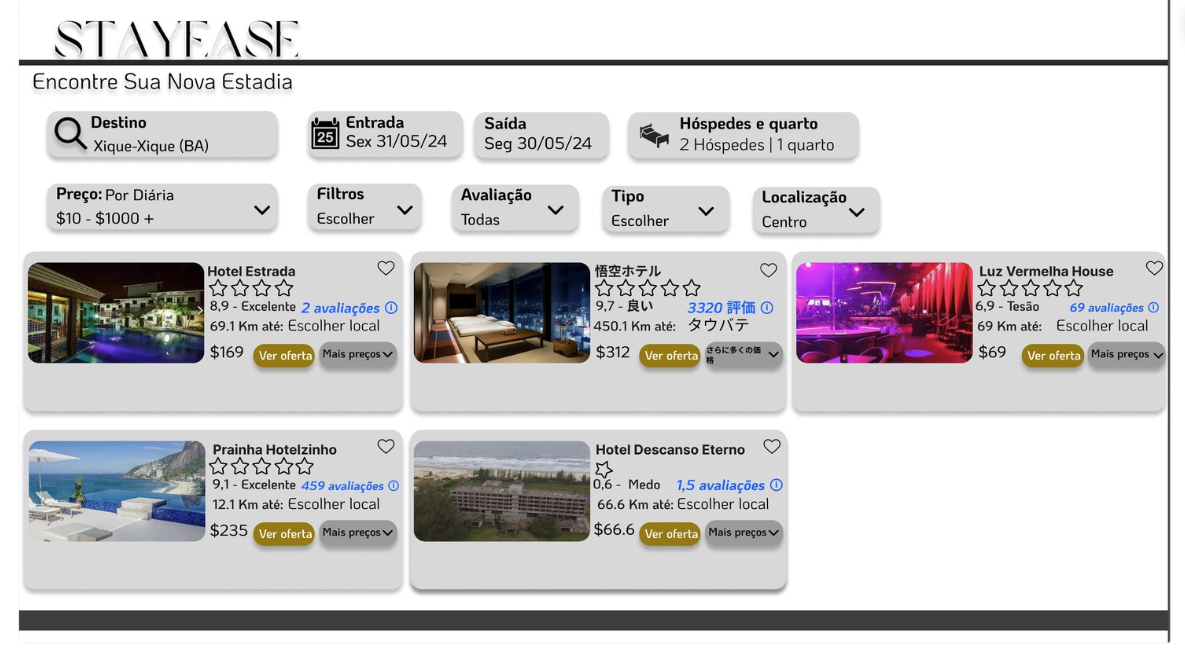 STAYEASE
Encontre Sua Nova Estadia
Destino
Xique-Xique (BA)
25
Entrada
Sex 31/05/24
Saída
Seg 30/05/24
Hóspedes e quarto
2 Hóspedes | 1 quarto
Preço: Por Diária
$10 - $1000 +
Filtros
Escolher
Avaliação
Todas
Tipo
Escolher
Localização
Centro
Hotel Estrada
8,9 - Excelente 2 avaliações
69.1 Km até: Escolher local
$169 Ver oferta Mais preços
悟空ホテル
9,7 - 良い 3320 評価
450.1 Km até: タウバテ
$312 Ver oferta さらに多くの価
格
Luz Vermelha House
6,9 - Tesão 69 avaliações
69 Km até: Escolher local
$69 Ver oferta Mais preços
Prainha Hotelzinho
9,1 - Excelente 459 avaliações
12.1 Km até: Escolher local
$235 Ver oferta Mais preços
Hotel Descanso Eterno
0,6 - Medo 1,5 avaliações
66.6 Km até: Escolher local
$66.6 Ver oferta Mais preços